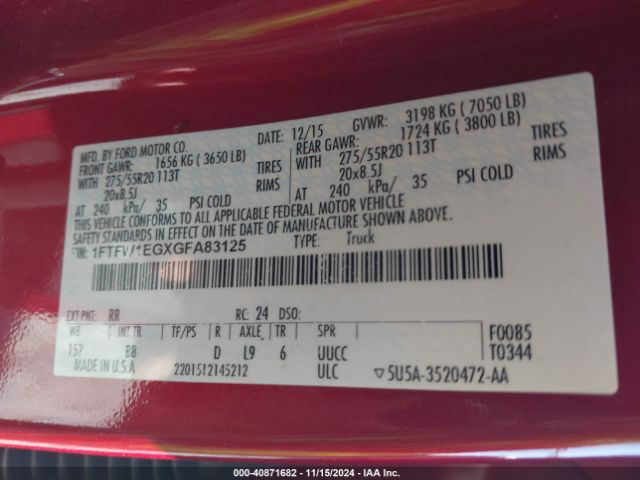 MFD. BY FORD MOTOR CO. DATE: 12/15 GVWR: 3198 KG ( 7050 LB)
FRONT GAWR: 1656 KG ( 3650 LB) REAR GAWR: 1724 KG ( 3800 LB)
WITH 275/55R20 113T TIRES WITH 275/55R20 113T TIRES
20x8.5J RIMS 20x8.5J RIMS
AT 240 kPa/ 35 PSI COLD AT 240 kPa/ 35 PSI COLD
THIS VEHICLE CONFORMS TO ALL APPLICABLE FEDERAL MOTOR VEHICLE
SAFETY STANDARDS IN EFFECT ON THE DATE OF MANUFACTURE SHOWN ABOVE.
VIN: 1FTFW1EGXGFA83125 TYPE: Truck
EXT PNT: RR RC: 24 DSO:
WB INT TR TF/PS R AXLE TR SPR F0085
157 BB D L9 6 UUCC T0344
MADE IN U.S.A 2201512145212 ULC ▽5U5A-3520472-AA
000-40871682 - 11/15/2024 - IAA Inc.